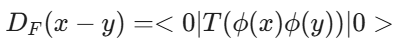 D_F(x − y) =< 0|T(ϕ(x)ϕ(y))|0 >